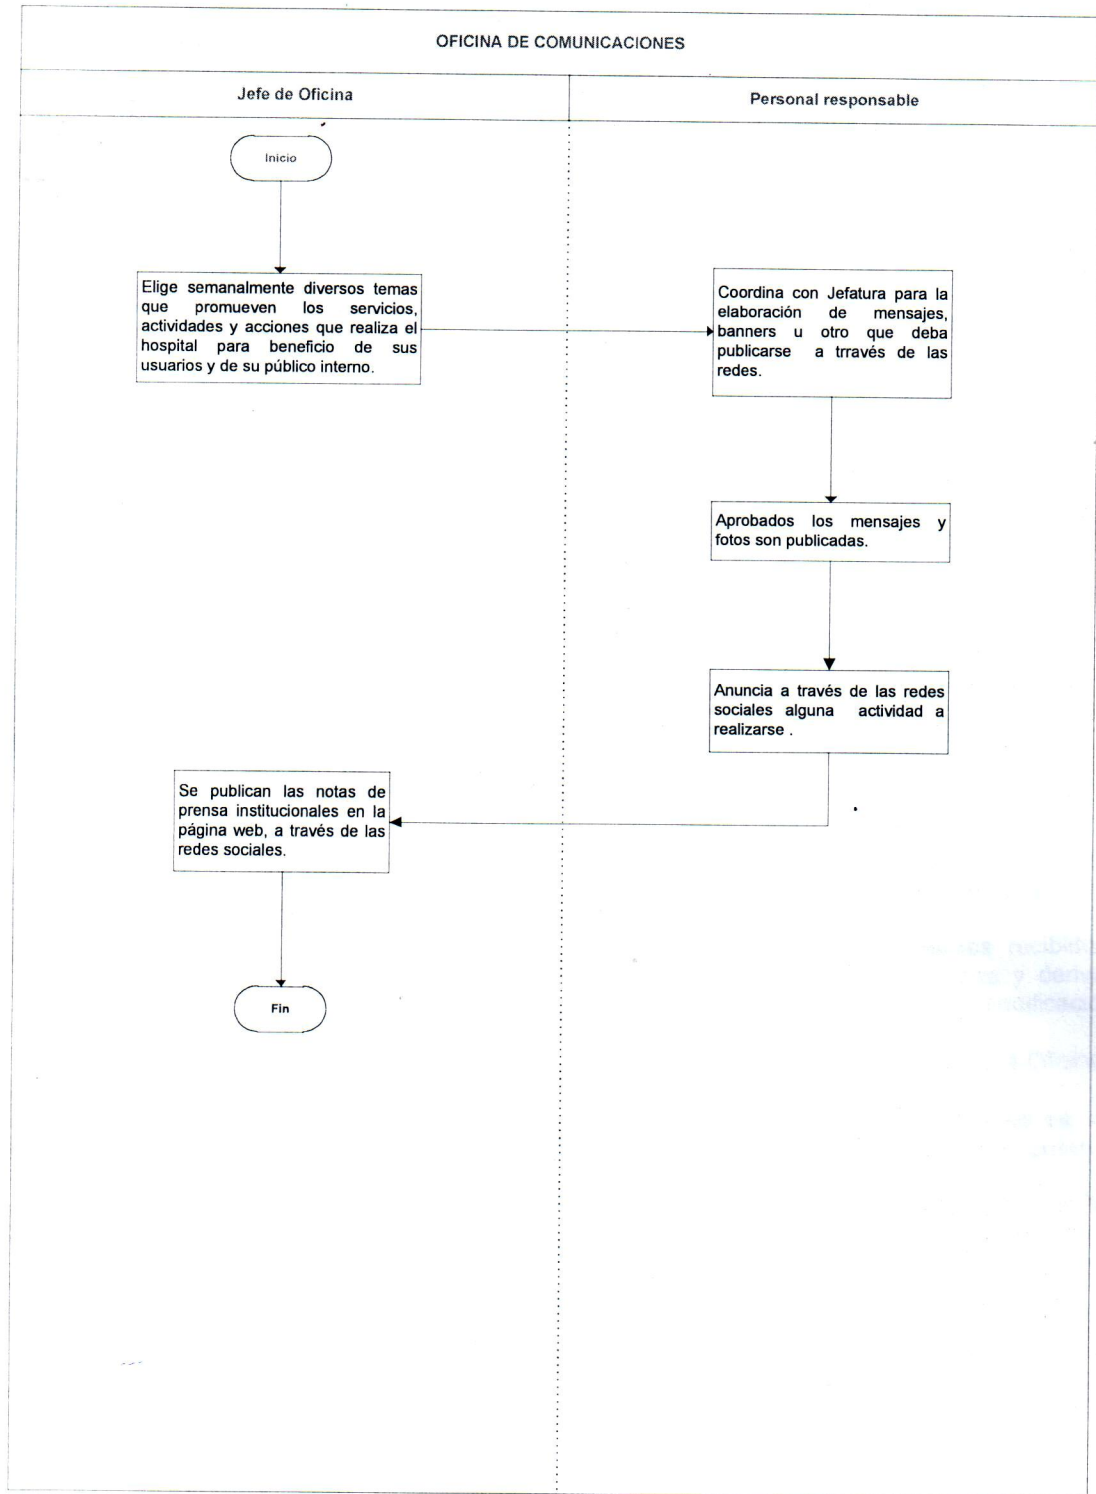 OFICINA DE COMUNICACIONES
Jefe de Oficina
Personal responsable
Inicio
Elige semanalmente diversos temas
que promueven los servicios,
actividades y acciones que realiza el
hospital para beneficio de sus
usuarios y de su público interno.
Coordina con Jefatura para la
elaboración de mensajes,
banners u otro que deba
publicarse a trravés de las
redes.
Aprobados los mensajes y
fotos son publicadas.
Anuncia a través de las redes
sociales alguna actividad a
realizarse .
Se publican las notas de
prensa institucionales en la
página web, a través de las
redes sociales.
Fin